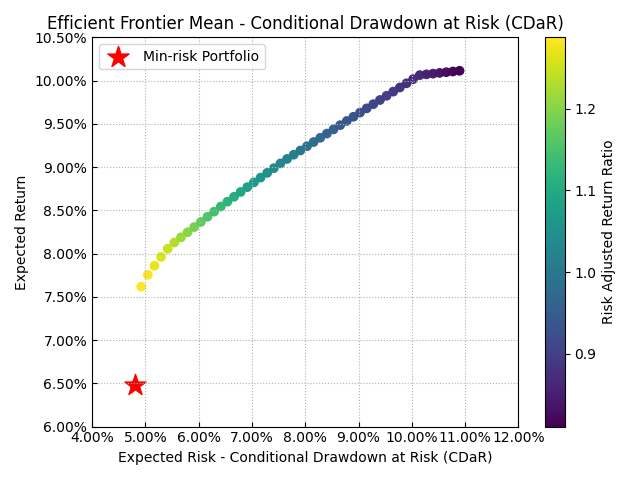 Efficient Frontier Mean - Conditional Drawdown at Risk (CDaR)
Min-risk Portfolio
Expected Return
10.50%
10.00%
9.50%
9.00%
8.50%
8.00%
7.50%
7.00%
6.50%
6.00%
4.00% 5.00% 6.00% 7.00% 8.00% 9.00% 10.00% 11.00% 12.00%
Expected Risk - Conditional Drawdown at Risk (CDaR)
1.2
1.1
1.0
0.9
Risk Adjusted Return Ratio